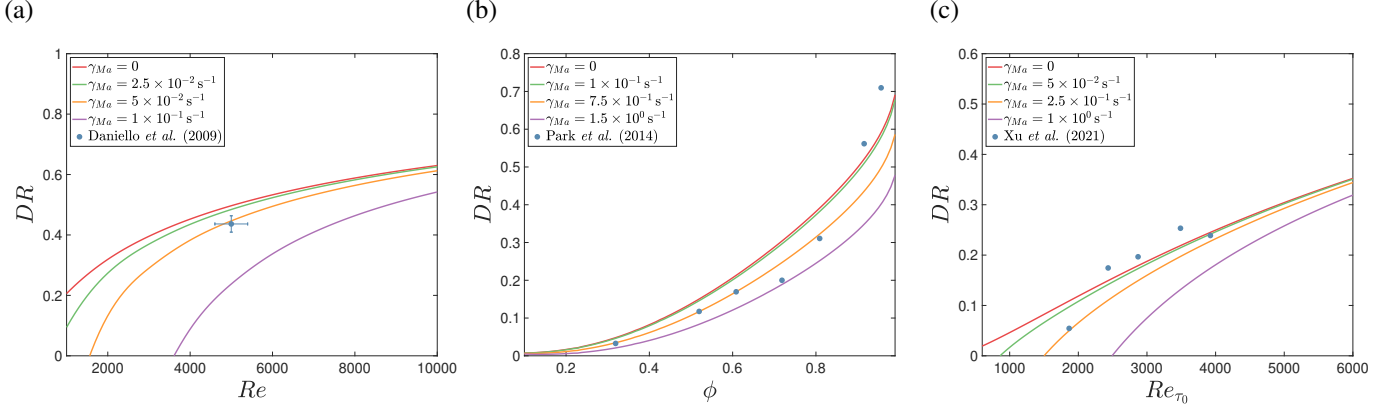 (a)
DR
1
0.8
0.6
0.4
0.2
0
2000 4000 6000 8000 10000
Re
γ_Ma = 0
γ_Ma = 2.5 × 10⁻² s⁻¹
γ_Ma = 5 × 10⁻² s⁻¹
γ_Ma = 1 × 10⁻¹ s⁻¹
Daniello et al. (2009)
(b)
DR
0.8
0.7
0.6
0.5
0.4
0.3
0.2
0.1
0
0.2 0.4 0.6 0.8
ϕ
γ_Ma = 0
γ_Ma = 1 × 10⁻¹ s⁻¹
γ_Ma = 7.5 × 10⁻¹ s⁻¹
γ_Ma = 1.5 × 10⁰ s⁻¹
Park et al. (2014)
(c)
DR
0.6
0.5
0.4
0.3
0.2
0.1
0
1000 2000 3000 4000 5000 6000
Re_τ₀
γ_Ma = 0
γ_Ma = 5 × 10⁻² s⁻¹
γ_Ma = 2.5 × 10⁻¹ s⁻¹
γ_Ma = 1 × 10⁰ s⁻¹
Xu et al. (2021)